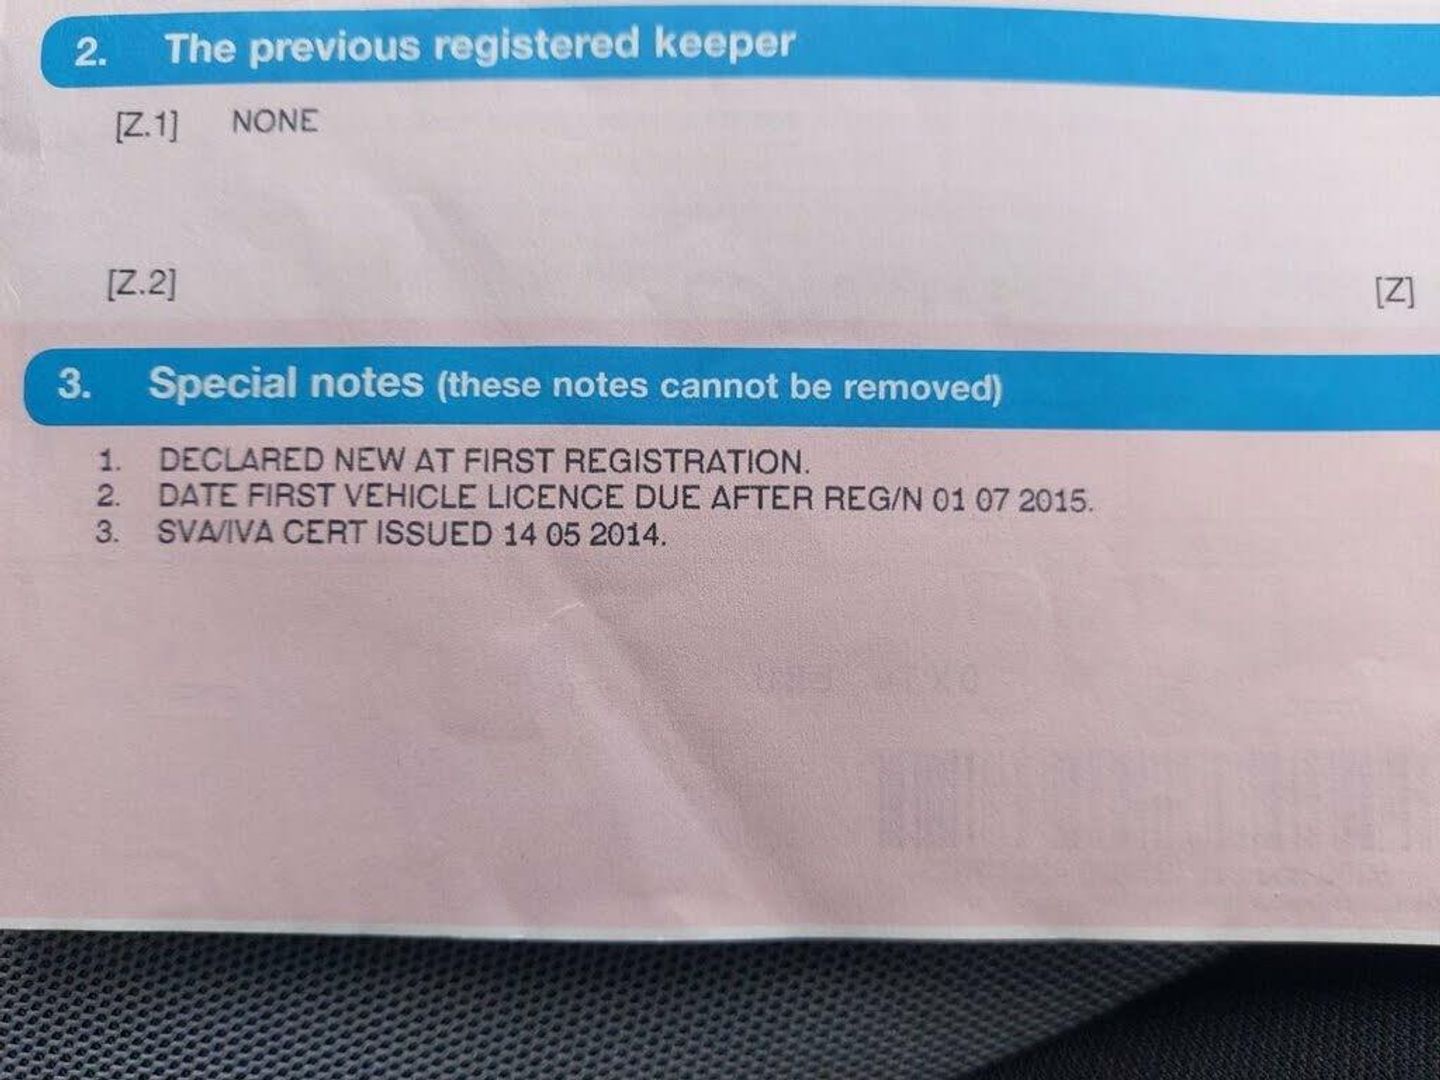 2. The previous registered keeper
[Z.1] NONE
[Z.2] [Z]
3. Special notes (these notes cannot be removed)
1. DECLARED NEW AT FIRST REGISTRATION.
2. DATE FIRST VEHICLE LICENCE DUE AFTER REG/N 01 07 2015.
3. SVA/IVA CERT ISSUED 14 05 2014.